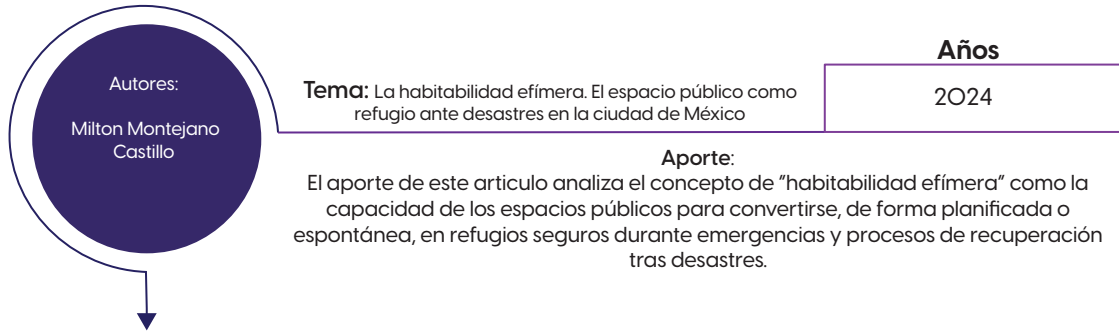 Autores:
Milton Montejano
Castillo
Años
Tema: La habitabilidad efímera. El espacio público como
refugio ante desastres en la ciudad de México
2024
Aporte:
El aporte de este articulo analiza el concepto de "habitabilidad efímera" como la
capacidad de los espacios públicos para convertirse, de forma planificada o
espontánea, en refugios seguros durante emergencias y procesos de recuperación
tras desastres.